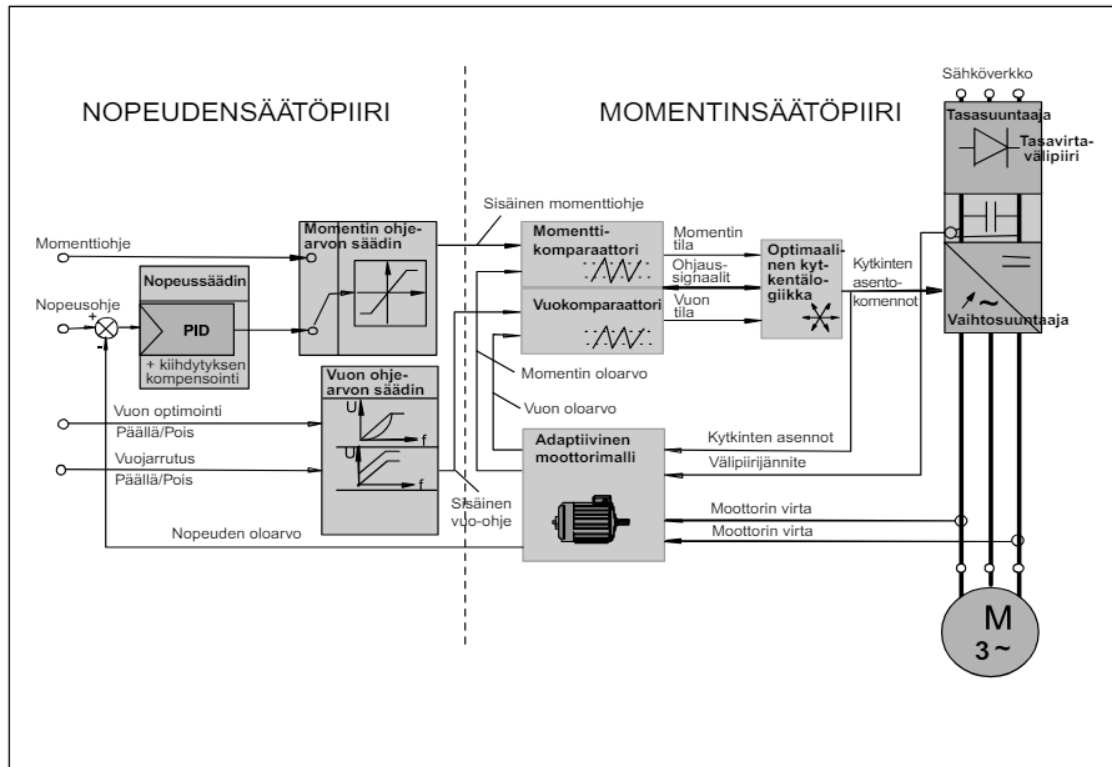 Sähköverkko
NOPEUDENSÄÄTÖPIIRI
MOMENTINSÄÄTÖPIIRI
Tasasuuntaaja
Tasavirta-
välipiiri
Sisäinen momenttiohje
Momentin ohje-
arvon säädin
Momenttiohje
Nopeussäädin
Nopeusohje
+
-
PID
+ kiihdytyksen
kompensointi
Momentti-
komparaattori
Vuokomparaattori
Momentin
tila
Ohjaus-
signaalit
Vuon
tila
Optimaali-
nen kyt-
kentälo-
giikka
Kytkinten
asento-
komennot
~
Vaihtosuuntaaja
Momentin oloarvo
Vuon oloarvo
Vuon ohje-
arvon säädin
U
f
U
f
Vuon optimointi
Päällä/Pois
Vuojarrutus
Päällä/Pois
Sisäinen
vuo-ohje
Nopeuden oloarvo
Adaptiivinen
moottorimalli
Kytkinten asennot
Välipiirijännite
Moottorin virta
Moottorin virta
M
3 ~